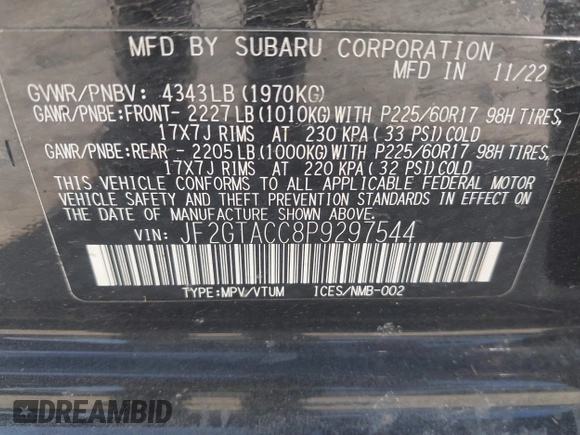 MFD BY SUBARU CORPORATION
MFD IN 11/22
GVWR/PNBV: 4343LB (1970KG)
GAWR/PNBE:FRONT- 2227LB (1010KG)WITH P225/60R17 98H TIRES,
17X7J RIMS AT 230 KPA( 33 PSI)COLD
GAWR/PNBE:REAR - 2205LB (1000KG)WITH P225/60R17 98H TIRES,
17X7J RIMS AT 220 KPA( 32 PSI)COLD
THIS VEHICLE CONFORMS TO ALL APPLICABLE FEDERAL MOTOR
VEHICLE SAFETY AND THEFT PREVENTION STANDARDS IN EFFECT
ON THE DATE OF MANUFACTURE SHOWN ABOVE.
VIN: JF2GTACC8P9297544
TYPE:MPV/VTUM ICES/NMB-002
DREAMBID